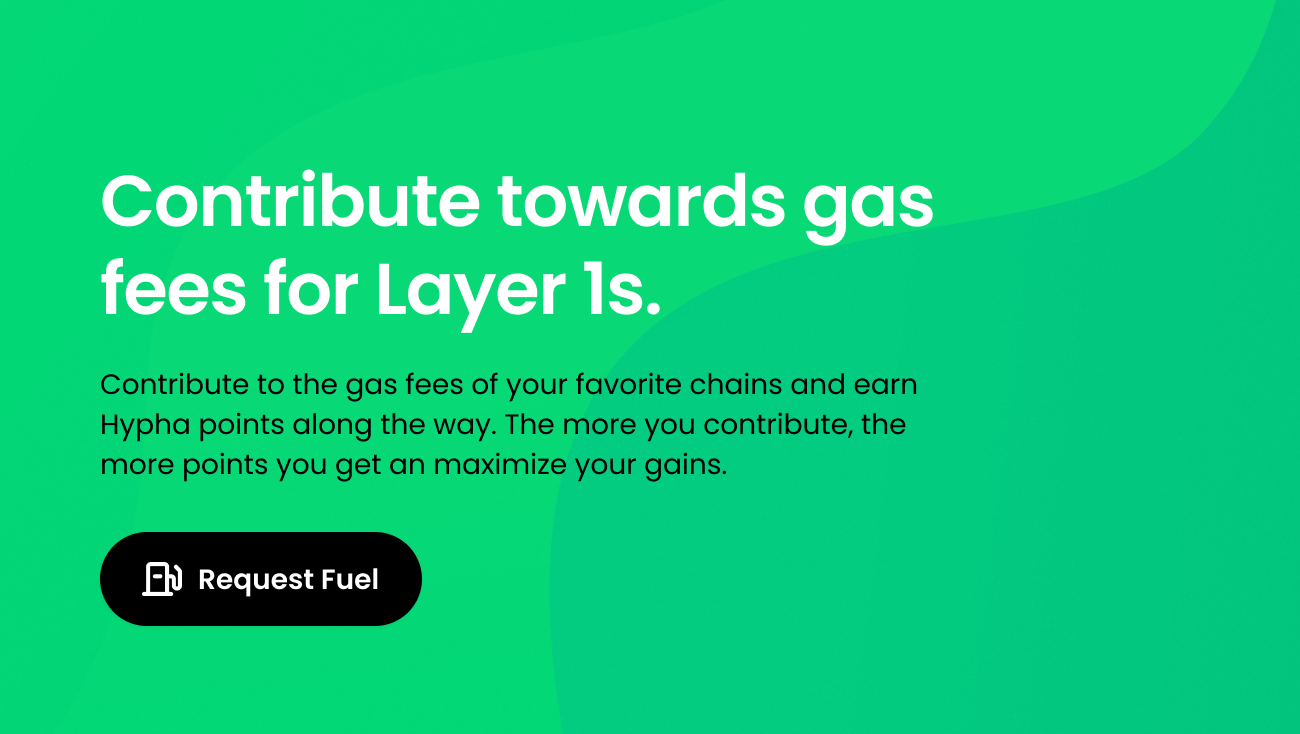 Contribute towards gas
fees for Layer 1s.
Contribute to the gas fees of your favorite chains and earn
Hypha points along the way. The more you contribute, the
more points you get an maximize your gains.
Request Fuel